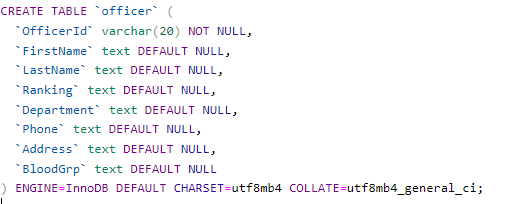 CREATE TABLE `officer` (
  `OfficerId` varchar(20) NOT NULL,
  `FirstName` text DEFAULT NULL,
  `LastName` text DEFAULT NULL,
  `Ranking` text DEFAULT NULL,
  `Department` text DEFAULT NULL,
  `Phone` text DEFAULT NULL,
  `Address` text DEFAULT NULL,
  `BloodGrp` text DEFAULT NULL
) ENGINE=InnoDB DEFAULT CHARSET=utf8mb4 COLLATE=utf8mb4_general_ci;